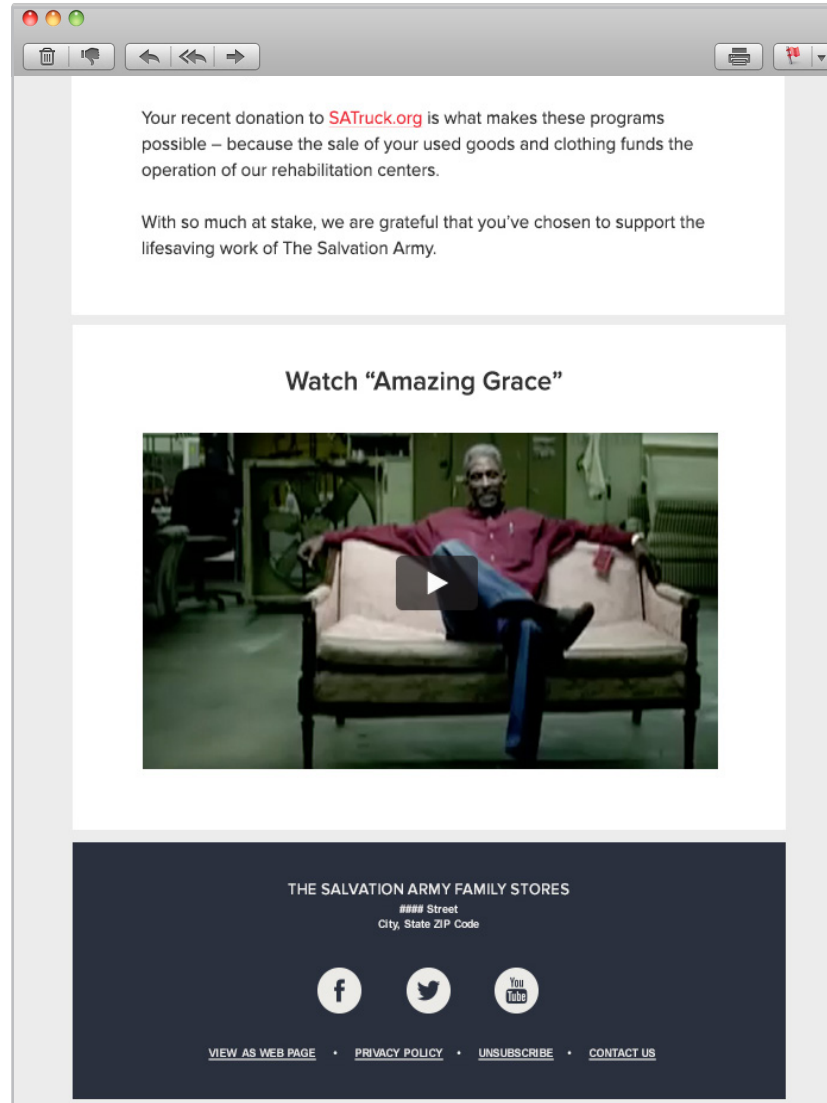 Your recent donation to SATruck.org is what makes these programs
possible – because the sale of your used goods and clothing funds the
operation of our rehabilitation centers.
With so much at stake, we are grateful that you’ve chosen to support the
lifesaving work of The Salvation Army.
Watch “Amazing Grace”
THE SALVATION ARMY FAMILY STORES
#### Street
City, State ZIP Code
f
You
Tube
VIEW AS WEB PAGE • PRIVACY POLICY • UNSUBSCRIBE • CONTACT US